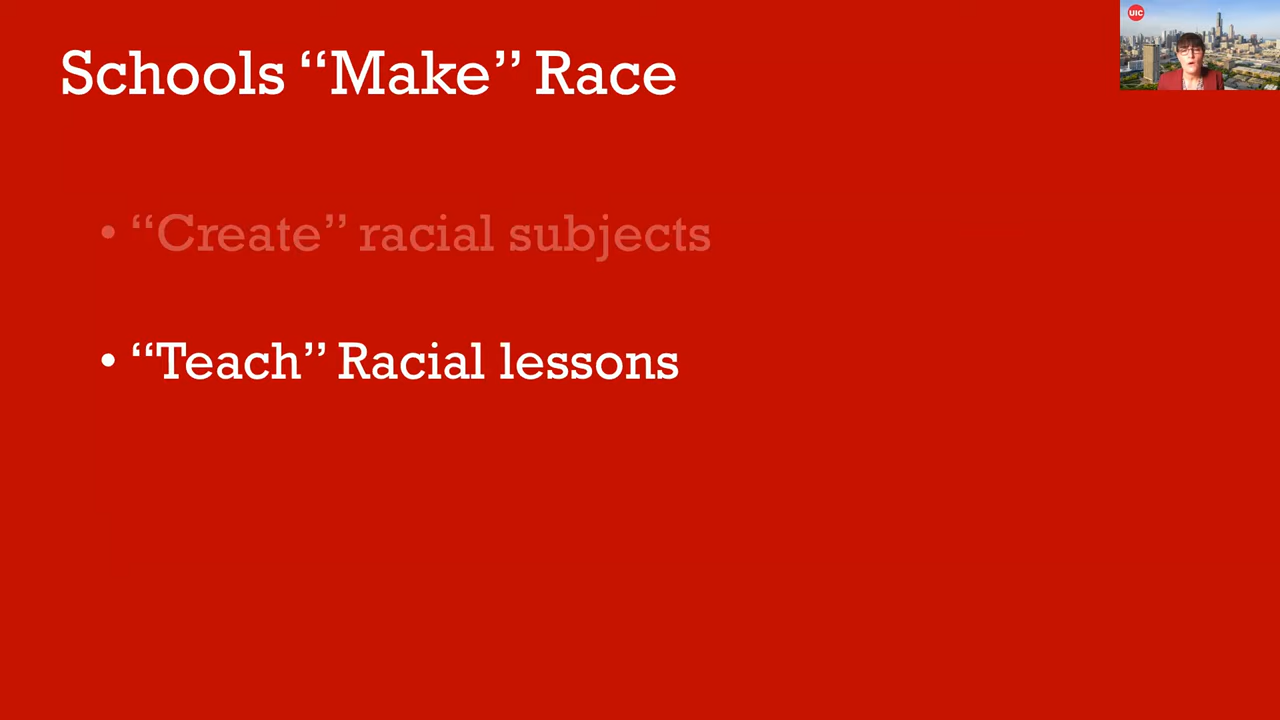 Schools “Make” Race
UIC
• “Create” racial subjects
• “Teach” Racial lessons